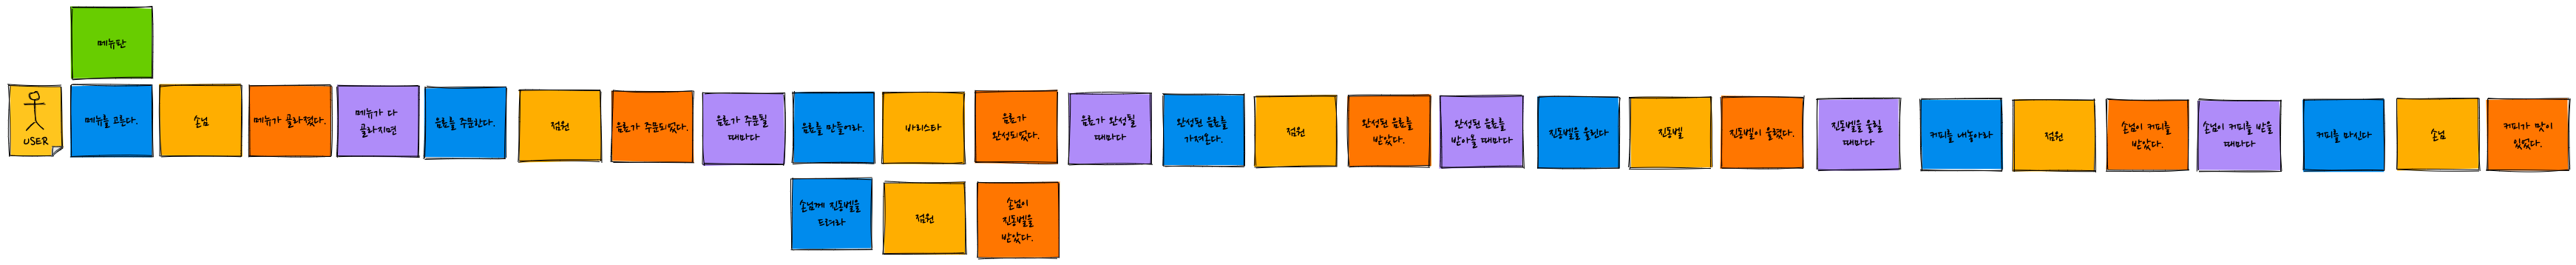 메뉴판
USER
메뉴를 고른다.
손님
메뉴가 골라졌다.
메뉴가 다
골라지면
음료를 주문한다.
점원
음료가 주문되었다.
음료가 주문될
때마다
음료를 만들어라.
바리스타
음료가
완성되었다.
음료가 완성될
때마다
완성된 음료를
가져온다.
점원
완성된 음료를
받았다.
완성된 음료를
받아올 때마다
진동벨을 울린다
진동벨
진동벨이 울렸다.
진동벨을 울릴
때마다
커피를 내놓아라
점원
손님이 커피를
받았다.
손님이 커피를 받을
때마다
커피를 마신다
손님
커피가 맛이
있었다.
손님께 진동벨을
드려라
점원
손님이
진동벨을
받았다.